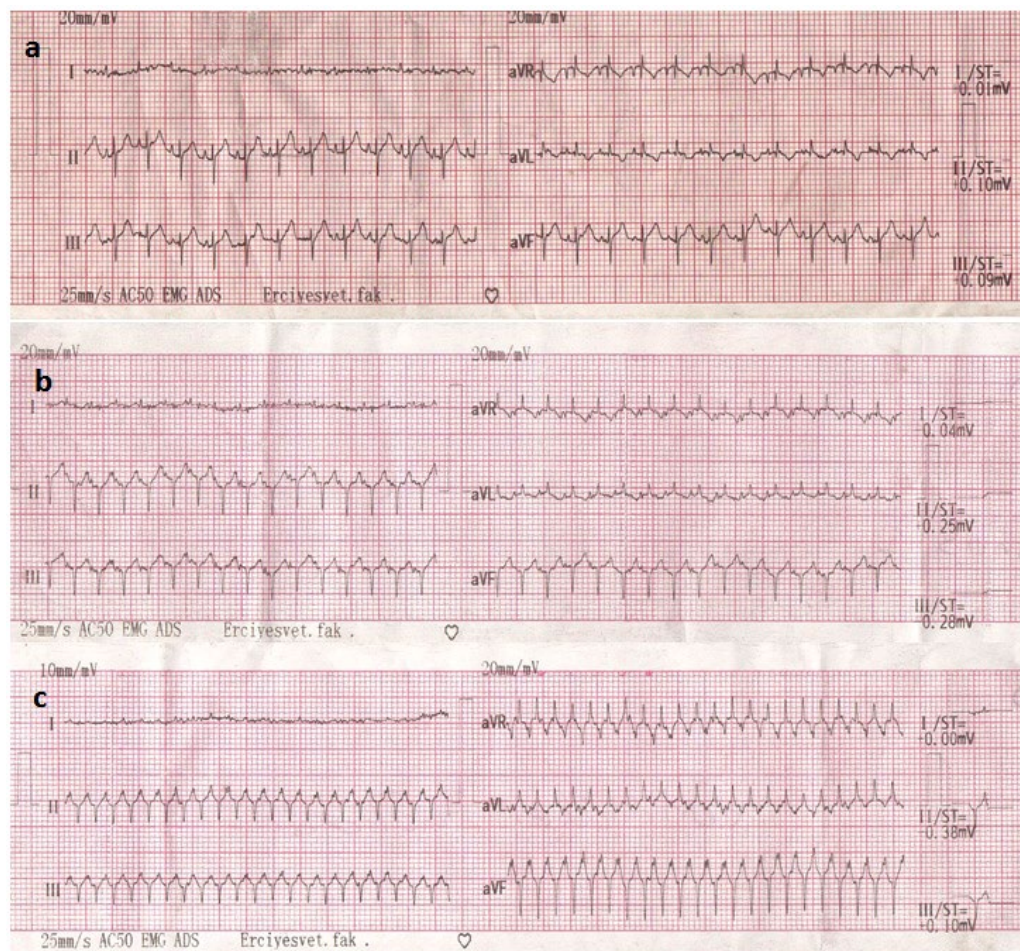 20mm/mV 20mm/mV
a
I aVR I/ST=
+0.01mV
II aVL II/ST=
+0.10mV
III aVF III/ST=
+0.09mV
25mm/s AC50 EMG ADS Erciyesvet.fak .
20mm/mV 20mm/mV
b
I aVR I/ST=
0.04mV
II aVL II/ST=
0.25mV
III aVF III/ST=
0.28mV
25mm/s AC50 EMG ADS Erciyesvet.fak .
10mm/mV 20mm/mV
c
I aVR I/ST=
+0.00mV
II aVL II/ST=
0.38mV
III aVF III/ST=
+0.10mV
25mm/s AC50 EMG ADS Erciyesvet.fak .